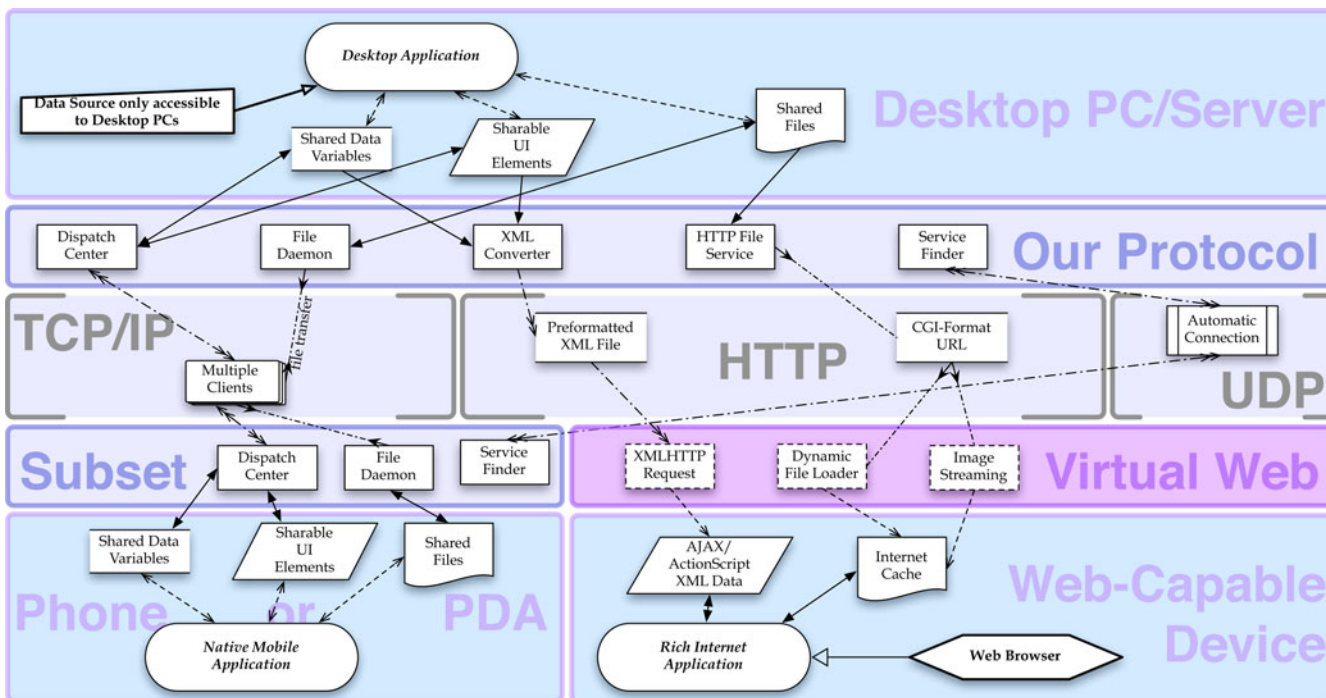 Desktop Application
Data Source only accessible
to Desktop PCs
Shared Data
Variables
Sharable
UI
Elements
Shared
Files
Desktop PC/Server
Dispatch
Center
File
Daemon
XML
Converter
HTTP File
Service
Service
Finder
Our Protocol
TCP/IP
file transfer
Multiple
Clients
Preformatted
XML File
HTTP
CGI-Format
URL
Automatic
Connection
UDP
Subset
Dispatch
Center
File
Daemon
Service
Finder
XMLHTTP
Request
Dynamic
File Loader
Image
Streaming
Virtual Web
Shared Data
Variables
Sharable
UI
Elements
Shared
Files
Phone or PDA
Native Mobile
Application
AJAX/
ActionScript
XML Data
Internet
Cache
Web-Capable
Device
Rich Internet
Application
Web Browser